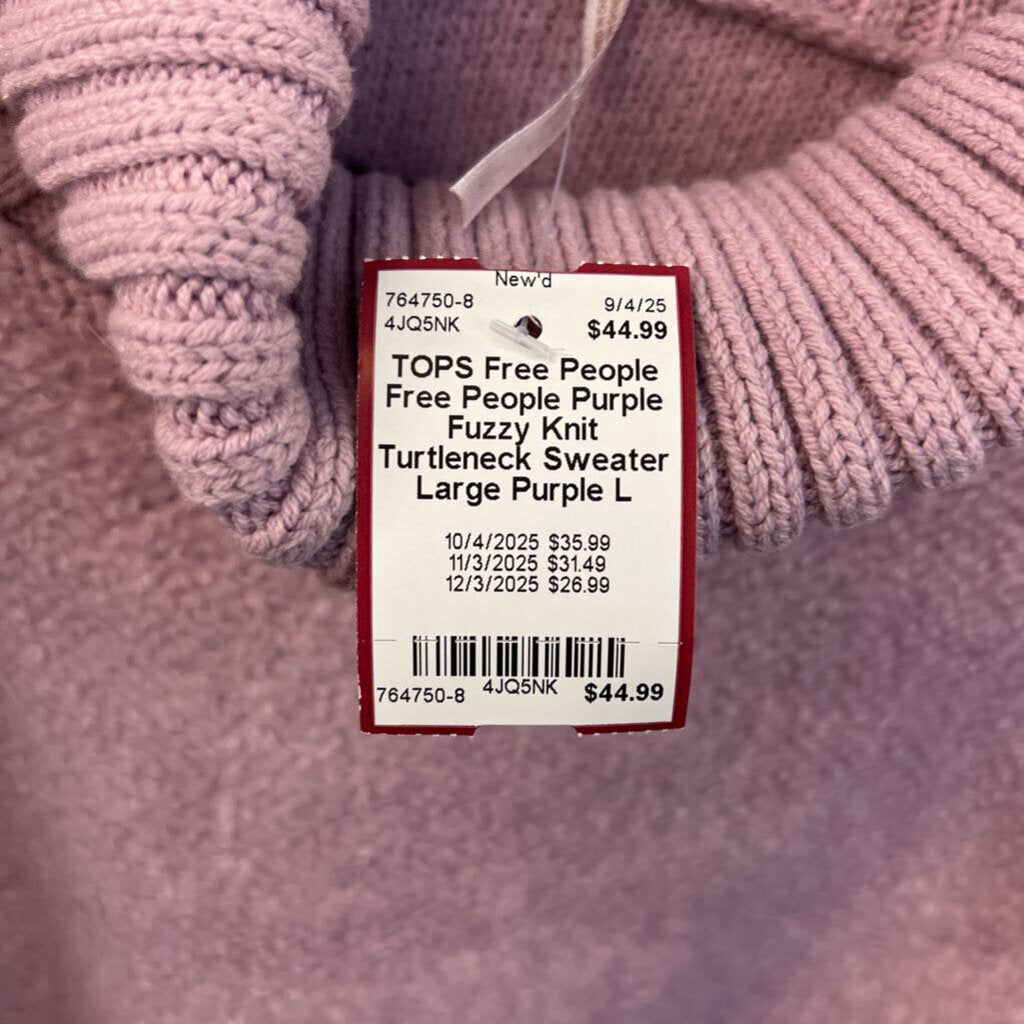 New'd
764750-8 9/4/25
4JQ5NK $44.99
TOPS Free People
Free People Purple
Fuzzy Knit
Turtleneck Sweater
Large Purple L
10/4/2025 $35.99
11/3/2025 $31.49
12/3/2025 $26.99
764750-8 4JQ5NK $44.99